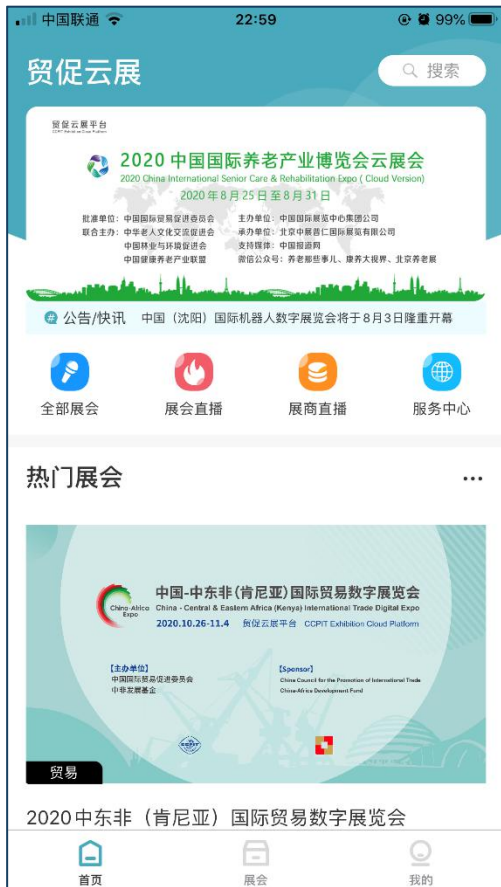 中国联通
22:59
99%
贸促云展
搜索
贸促云展平台
CCPIT Exhibition Cloud Platform
2020 中国国际养老产业博览会云展会
2020 China International Senior Care & Rehabilitation Expo ( Cloud Version)
2020 年 8 月 25 日 至 8 月 31 日
批准单位：中国国际贸易促进委员会 主办单位：中国国际展览中心集团公司
联合主办：中华老人文化交流促进会 承办单位：北京中展普仁国际展览有限公司
中国林业与环境促进会 支持媒体：中国报道网
中国健康养老产业联盟 微信公众号：养老那些事儿、康养大视界、北京养老展
# 公告/快讯 中国（沈阳）国际机器人数字展览会将于8月3日隆重开幕
全部展会 展会直播 展商直播 服务中心
热门展会 ...
China-Africa
Expo
中国-中东非(肯尼亚)国际贸易数字展览会
China - Central & Eastern Africa (Kenya) International Trade Digital Expo
2020.10.26-11.4 贸促云展平台 CCPIT Exhibition Cloud Platform
【主办单位】
中国国际贸易促进委员会
中非发展基金
【Sponsor】
China Council for the Promotion of International Trade
China-Africa Development Fund
CCPIT
贸易
2020中东非（肯尼亚）国际贸易数字展览会
首页 展会 我的